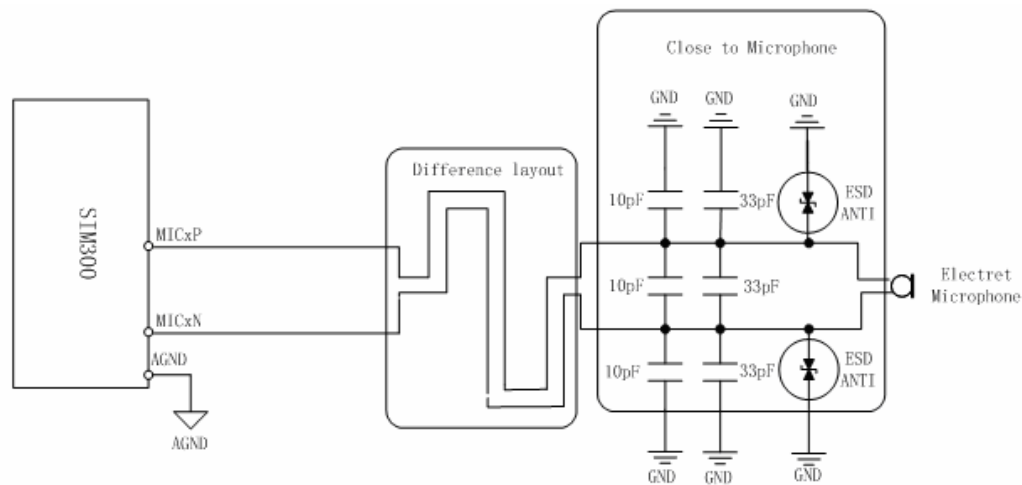 Close to Microphone
GND
GND
GND
Difference layout
10pF
33pF
ESD
ANTI
SIM300
MICxP
10pF
33pF
Electret
Microphone
MICxN
AGND
10pF
33pF
ESD
ANTI
AGND
GND
GND
GND